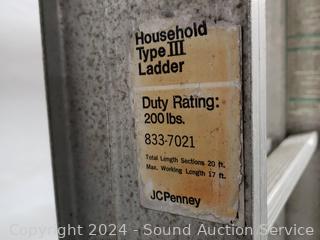 Household
Type III
Ladder
Duty Rating:
200 lbs.
833-7021
Total Length Sections 20 ft.
Max. Working Length 17 ft.
JCPenney
Copyright 2024 - Sound Auction Service